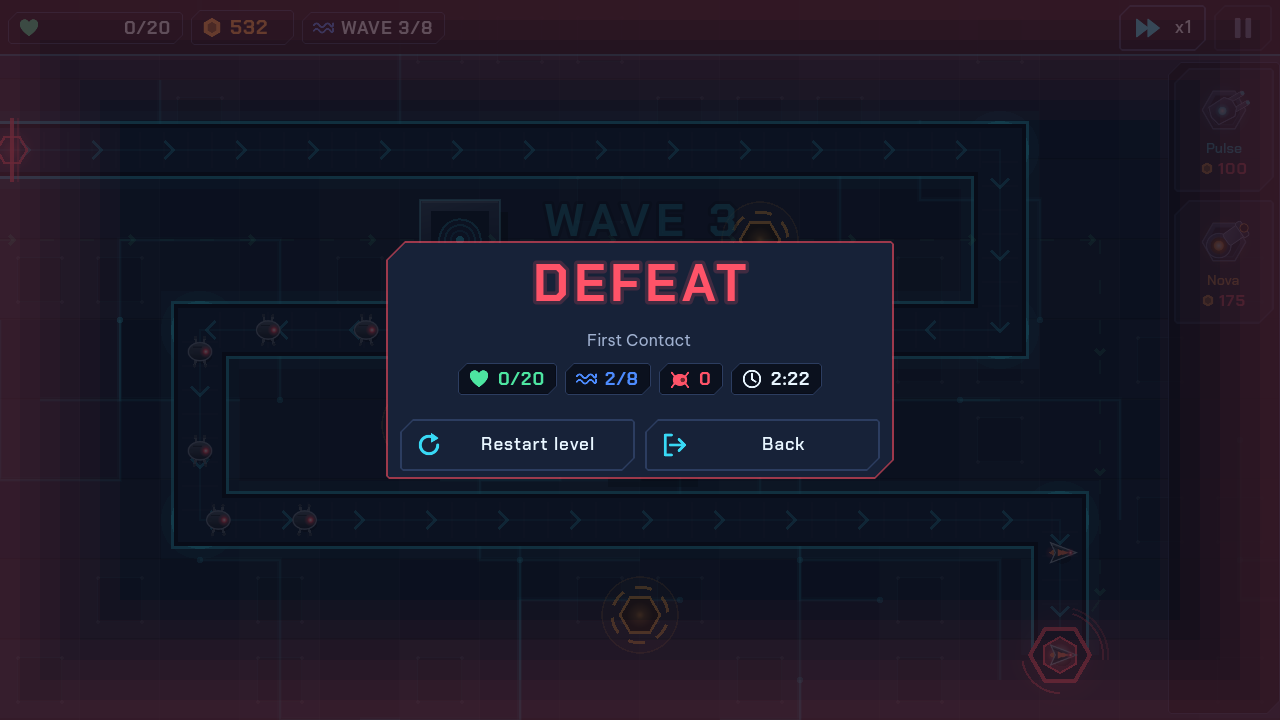 0/20
532
WAVE 3/8
x1
Pulse
100
Nova
175
WAVE 3
DEFEAT
First Contact
0/20
2/8
0
2:22
Restart level
Back